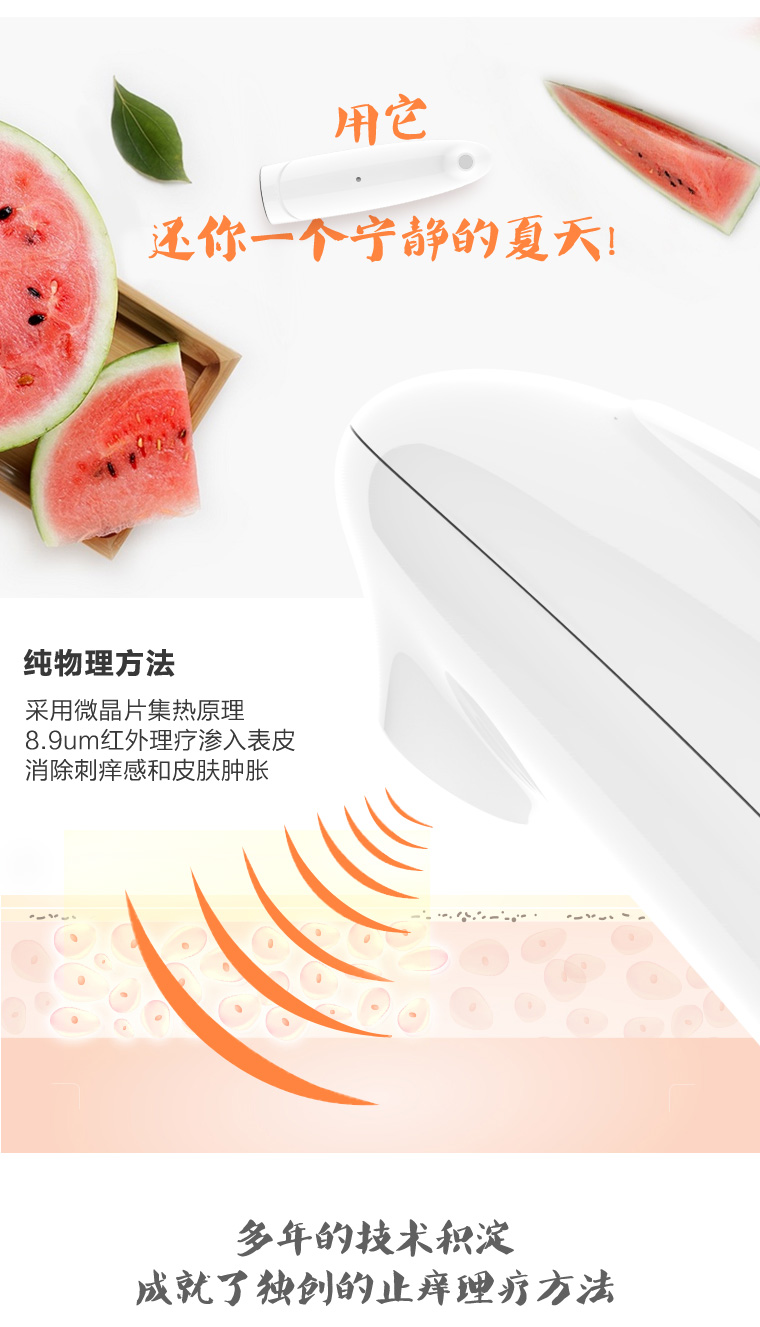 用它
还你一个宁静的夏天!
纯物理方法
采用微晶片集热原理
8.9um红外理疗渗入表皮
消除刺痒感和皮肤肿胀
多年的技术积淀
成就了独创的止痒理疗方法